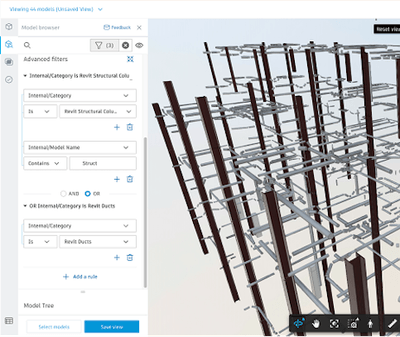 Viewing 44 models (Unsaved View)
Model browser
Feedback
(3)
Reset view
Advanced filters
Internal/Category Is Revit Structural Colu...
Internal/Category
Is
Revit Structural Colu...
Internal/Model Name
Contains
Struct
AND
OR
OR Internal/Category Is Revit Ducts
Internal/Category
Is
Revit Ducts
Add a rule
Model Tree
Select models
Save view